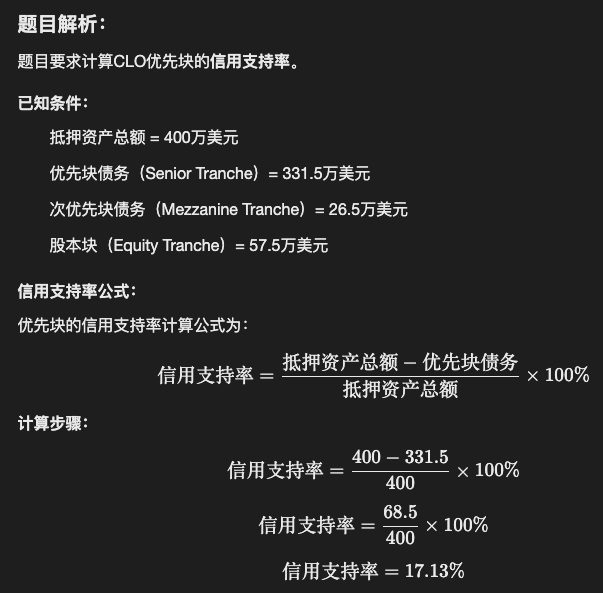 题目解析：
题目要求计算CLO优先块的信用支持率。
已知条件：
抵押资产总额 = 400万美元
优先块债务（Senior Tranche）= 331.5万美元
次优先块债务（Mezzanine Tranche）= 26.5万美元
股本块（Equity Tranche）= 57.5万美元
信用支持率公式：
优先块的信用支持率计算公式为：
信用支持率 = (抵押资产总额 − 优先块债务) / 抵押资产总额 × 100%
计算步骤：
信用支持率 = (400 − 331.5) / 400 × 100%
信用支持率 = 68.5 / 400 × 100%
信用支持率 = 17.13%